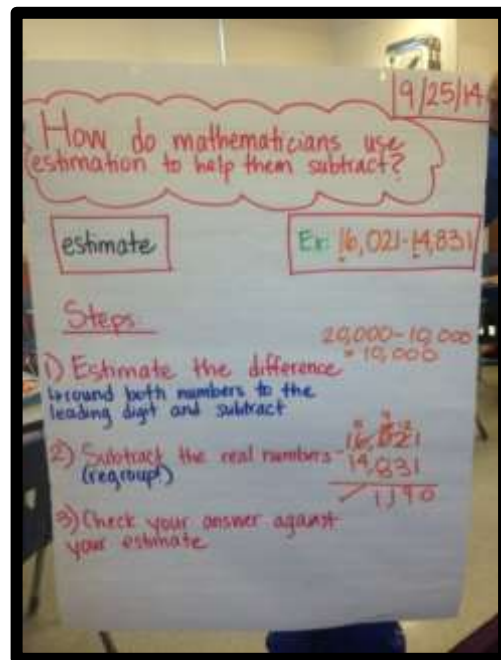 9/25/14
How do mathematicians use
estimation to help them subtract?
estimate
Ex: 16,021-14,831
Steps
20,000-10,000
= 10,000
1) Estimate the difference
↳ round both numbers to the
leading digit and subtract
2) Subtract the real numbers -
(regroup!)
16,021
14,831
1,190
3) Check your answer against
your estimate